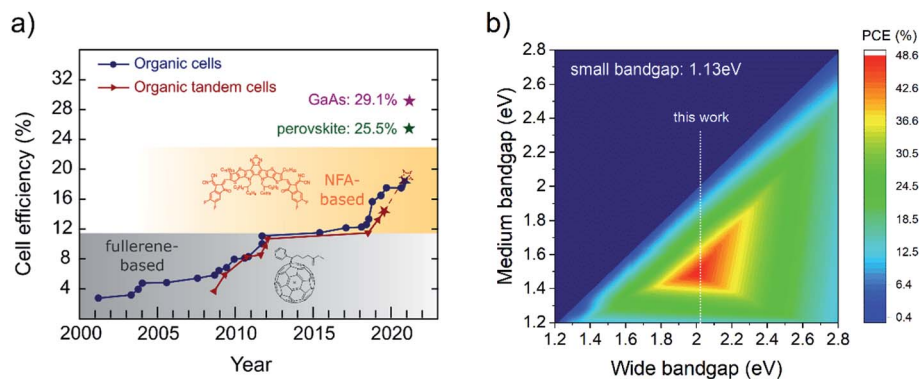 a)
Organic cells
Organic tandem cells
GaAs: 29.1%
perovskite: 25.5%
NFA-
based
fullerene-
based
Cell efficiency (%)
36
32
28
24
20
16
12
8
4
2000
2005
2010
2015
2020
Year
b)
small bandgap: 1.13eV
this work
Medium bandgap (eV)
2.8
2.6
2.4
2.2
2.0
1.8
1.6
1.4
1.2
1.2
1.4
1.6
1.8
2.0
2.2
2.4
2.6
2.8
Wide bandgap (eV)
PCE (%)
48.6
42.6
36.6
30.5
24.5
18.5
12.5
6.4
0.4